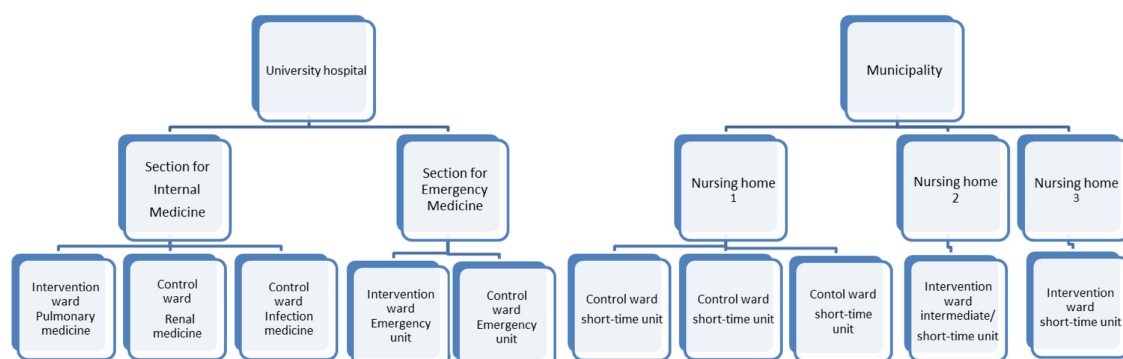 University hospital
Municipality
Section for
Internal
Medicine
Section for
Emergency
Medicine
Nursing home
1
Nursing home
2
Nursing home
3
Intervention
ward
Pulmonary
medicine
Control
ward
Renal
medicine
Control
ward
Infection
medicine
Intervention
ward
Emergency
unit
Control
ward
Emergency
unit
Control ward
short-time unit
Control ward
short-time unit
Contol ward
short-time
unit
Intervention
ward
intermediate/
short-time unit
Intervention
ward
short-time unit